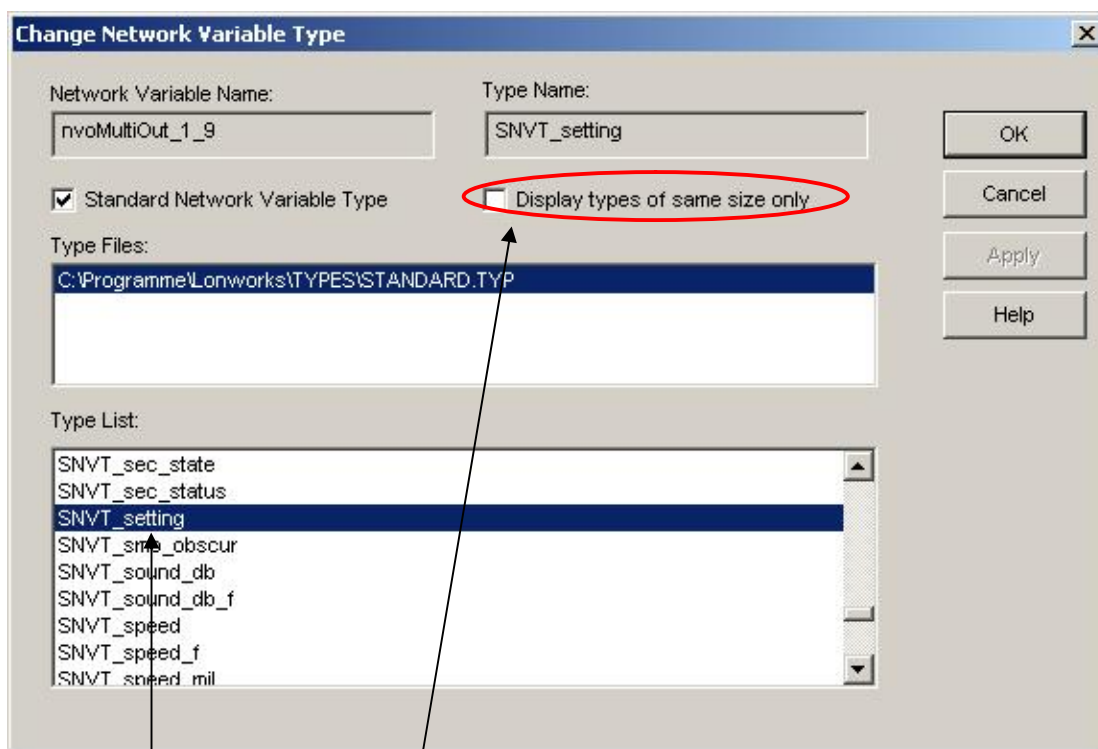 Change Network Variable Type
Network Variable Name:
Type Name:
nvoMultiOut_1_9
SNVT_setting
OK
Standard Network Variable Type
Display types of same size only
Cancel
Type Files:
Apply
C:\Programme\Lonworks\TYPES\STANDARD.TYP
Help
Type List:
SNVT_sec_state
SNVT_sec_status
SNVT_setting
SNVT_smo_obscur
SNVT_sound_db
SNVT_sound_db_f
SNVT_speed
SNVT_speed_f
SNVT_speed_mil